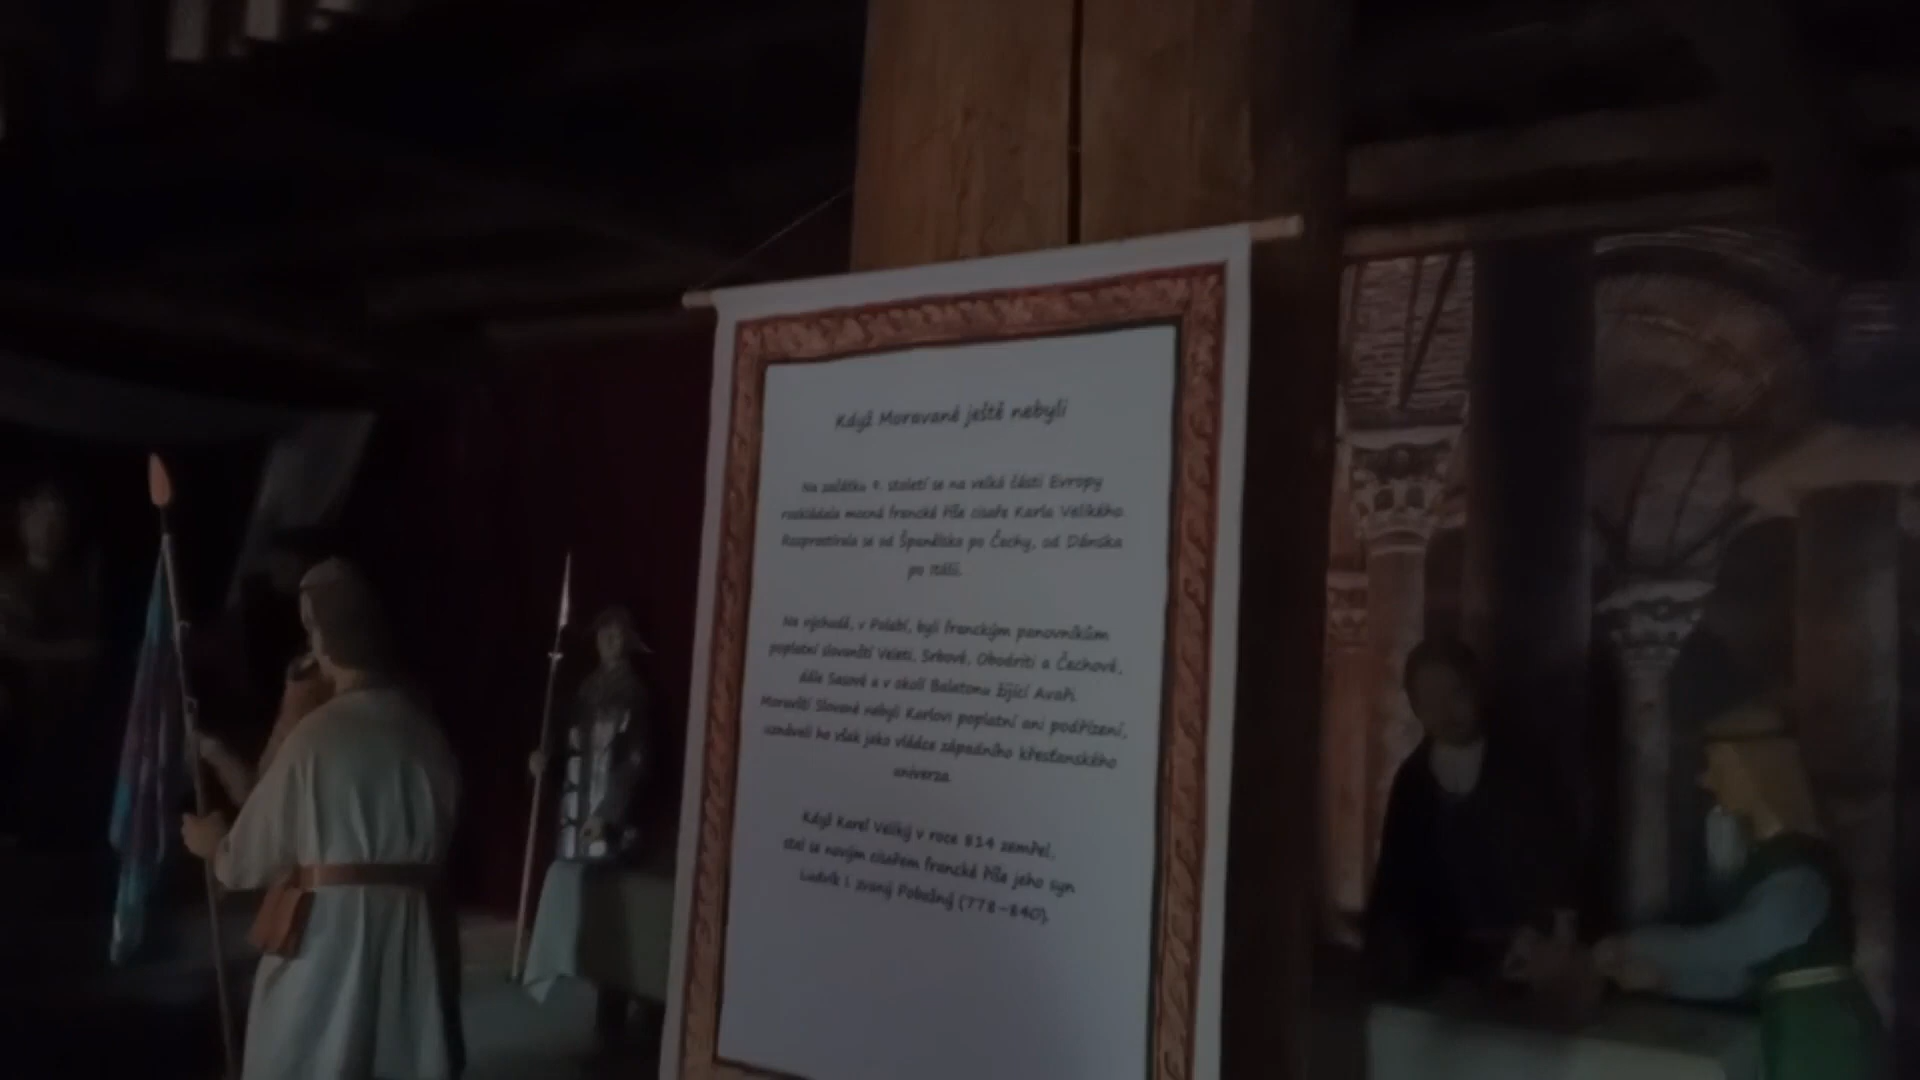 Když Moravané ještě nebyli
Na začátku 9. století se na velké části Evropy
rozkládala mocná francká říše císaře Karla Velikého.
Rozprostírala se od Španělska po Čechy, od Dánska
po Itálii.
Na východě, v Polabí, byli franckým panovníkům
poplatní slovanští Veleti, Srbové, Obodriti a Čechové,
dále Sasové a v okolí Balatonu žijící Avaři.
Moravští Slované nebyli Karlovi poplatní ani podřízení,
uznávali ho však jako vládce západního křesťanského
univerza.
Když Karel Veliký v roce 814 zemřel,
stal se novým císařem francké říše jeho syn
Ludvík I. zvaný Pobožný (778–840).